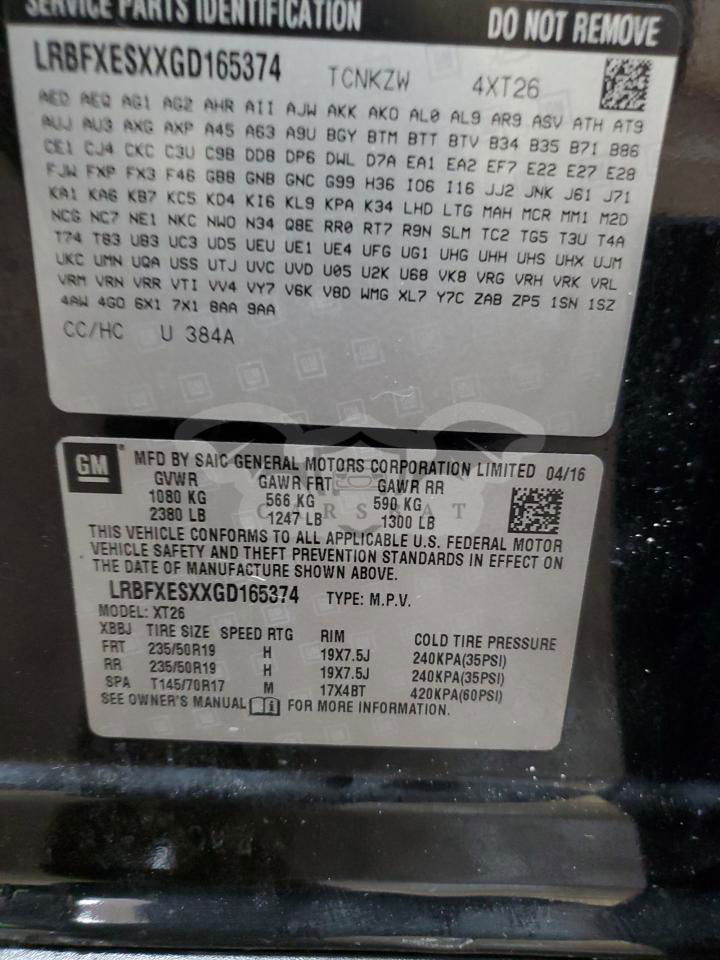 SERVICE PARTS IDENTIFICATION DO NOT REMOVE
LRBFXESXXGD165374 TCNKZW 4XT26
AED AEQ AG1 AG2 AHR AII AJW AKK AKO AL0 AL9 AR9 ASV ATH AT9
AUJ AU3 AXG AXP A45 A63 A9U BGY BTM BTT BTV B34 B35 B71 B86
CE1 CJ4 CKC C3U C9B DD8 DP6 DWL D7A EA1 EA2 EF7 E22 E27 E28
FJW FXP FX3 F46 GB8 GNB GNC G99 H36 I06 I16 JJ2 JNK J61 J71
KA1 KA6 KB7 KC5 KD4 KI6 KL9 KPA K34 LHD LTG MAH MCR MM1 M2D
NCG NC7 NE1 NKC NWO N34 Q8E RR0 RT7 R9N SLM TC2 TG5 T3U T4A
T74 T83 UB3 UC3 UD5 UEU UE1 UE4 UFG UG1 UHG UHH UHS UHX UJM
UKC UMN UQA USS UTJ UVC UVD U05 U2K U68 VK8 VRG VRH VRK VRL
VRM VRN VRR VTI VV4 VY7 V6K V8D WMG XL7 Y7C ZAB ZP5 1SN 1SZ
4AW 4GO 6X1 7X1 8AA 9AA
CC/HC U 384A
GM MFD BY SAIC GENERAL MOTORS CORPORATION LIMITED 04/16
GVWR GAWR FRT GAWR RR
1080 KG 566 KG 590 KG
2380 LB 1247 LB 1300 LB
CARSTAT
THIS VEHICLE CONFORMS TO ALL APPLICABLE U.S. FEDERAL MOTOR
VEHICLE SAFETY AND THEFT PREVENTION STANDARDS IN EFFECT ON
THE DATE OF MANUFACTURE SHOWN ABOVE.
LRBFXESXXGD165374 TYPE: M.P.V.
MODEL: XT26
XBBJ TIRE SIZE SPEED RTG RIM COLD TIRE PRESSURE
FRT 235/50R19 H 19X7.5J 240KPA(35PSI)
RR 235/50R19 H 19X7.5J 240KPA(35PSI)
SPA T145/70R17 M 17X4BT 420KPA(60PSI)
SEE OWNER'S MANUAL FOR MORE INFORMATION.